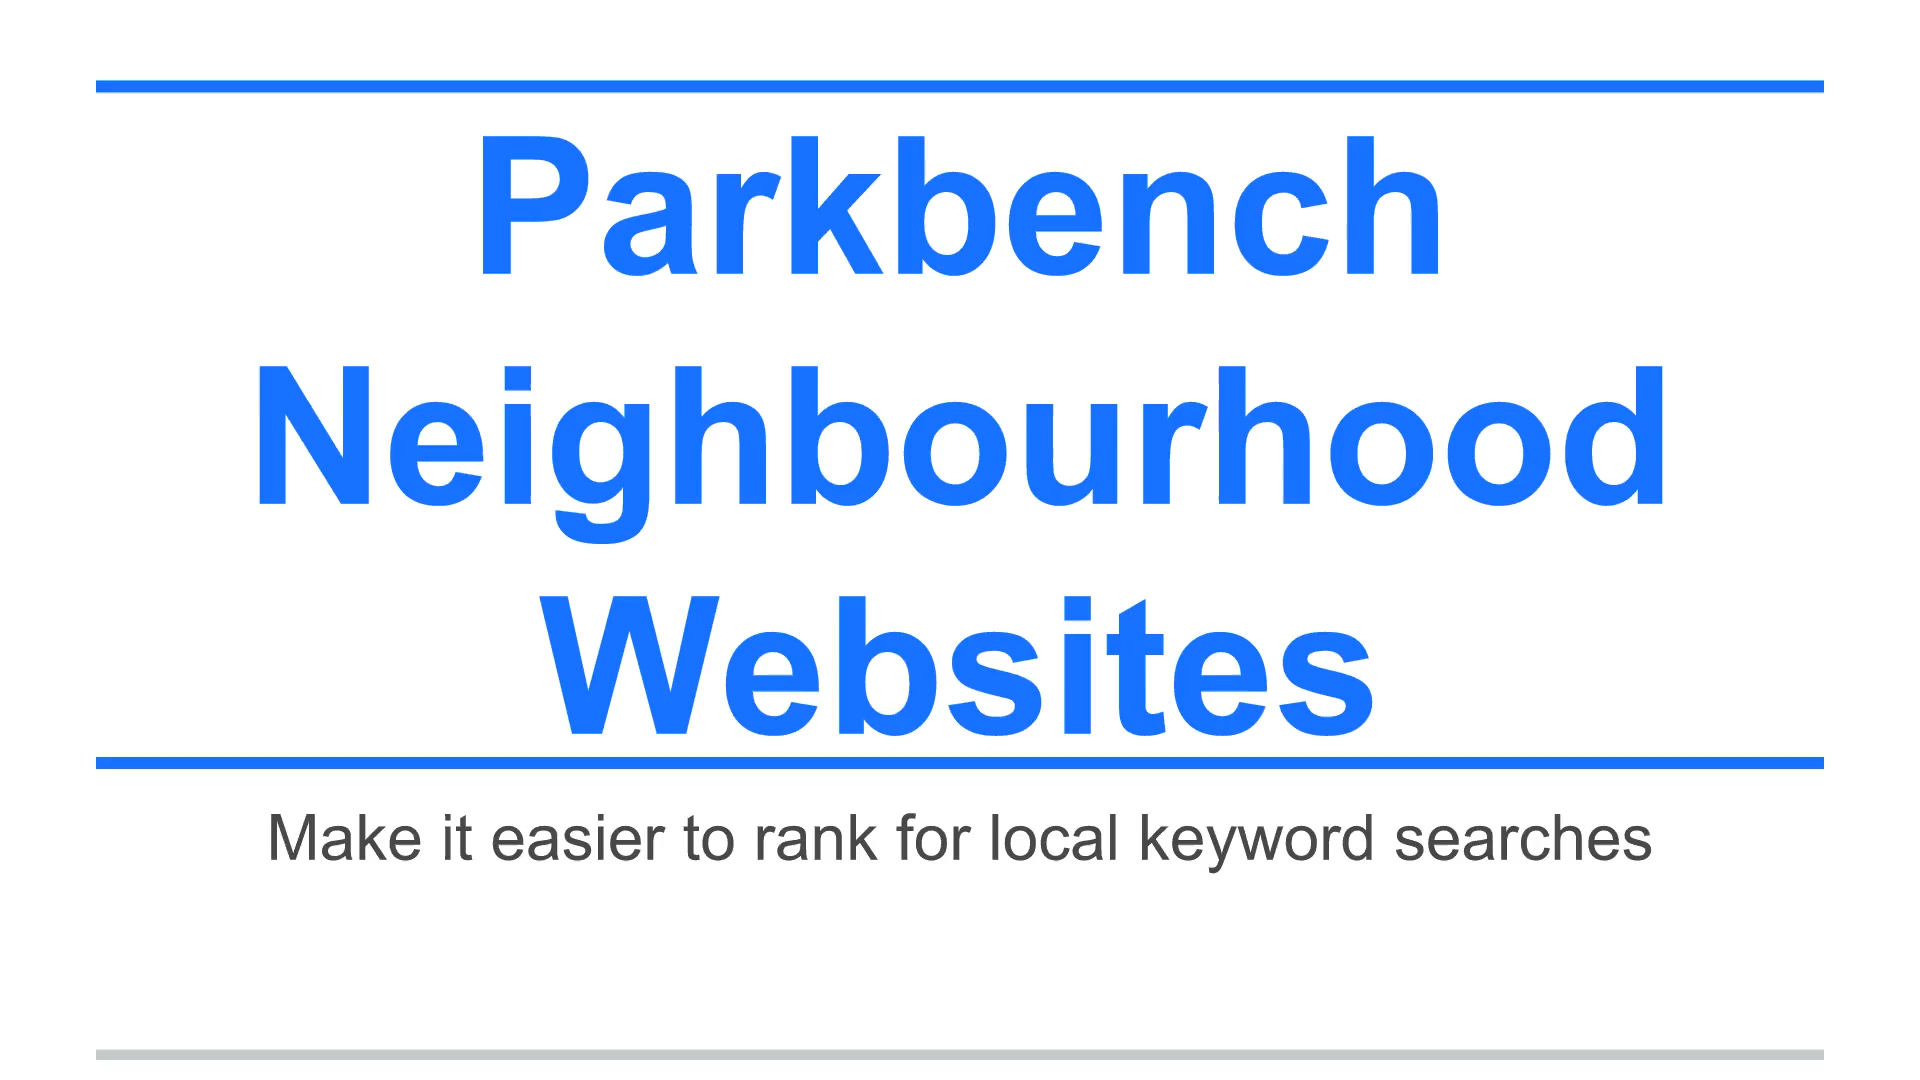 Parkbench
Neighbourhood
Websites
Make it easier to rank for local keyword searches